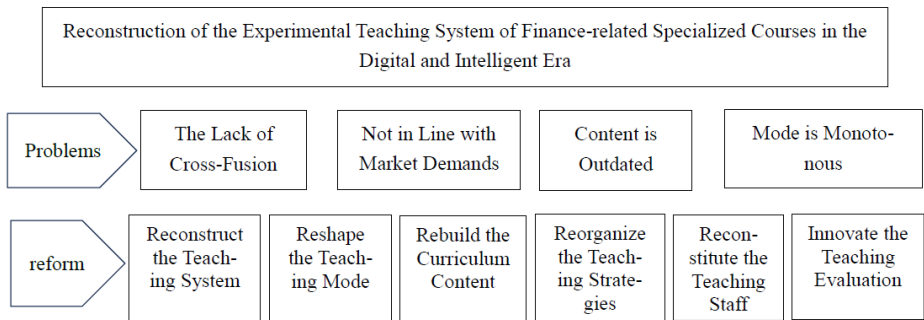 Reconstruction of the Experimental Teaching System of Finance-related Specialized Courses in the
Digital and Intelligent Era
Problems
The Lack of
Cross-Fusion
Not in Line with
Market Demands
Content is
Outdated
Mode is Monoto-
nous
reform
Reconstruct
the Teach-
ing System
Reshape
the Teach-
ing Mode
Rebuild the
Curriculum
Content
Reorganize
the Teach-
ing Strate-
gies
Recon-
stitute the
Teaching
Staff
Innovate the
Teaching
Evaluation